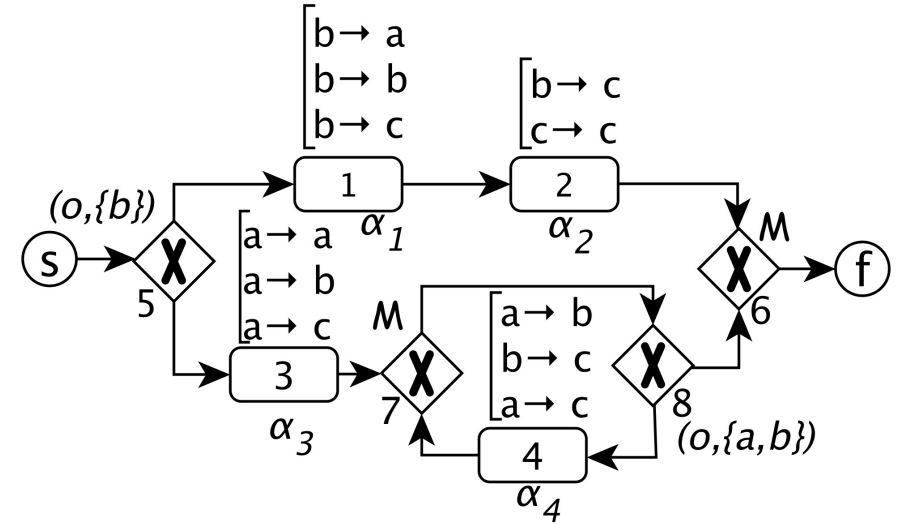 b→ a
b→ b
b→ c
b→ c
c→ c
1
2
α1
α2
(o,{b})
s
X
5
M
X
6
f
a→ a
a→ b
a→ c
3
α3
M
X
7
a→ b
b→ c
a→ c
X
8
(o,{a,b})
4
α4